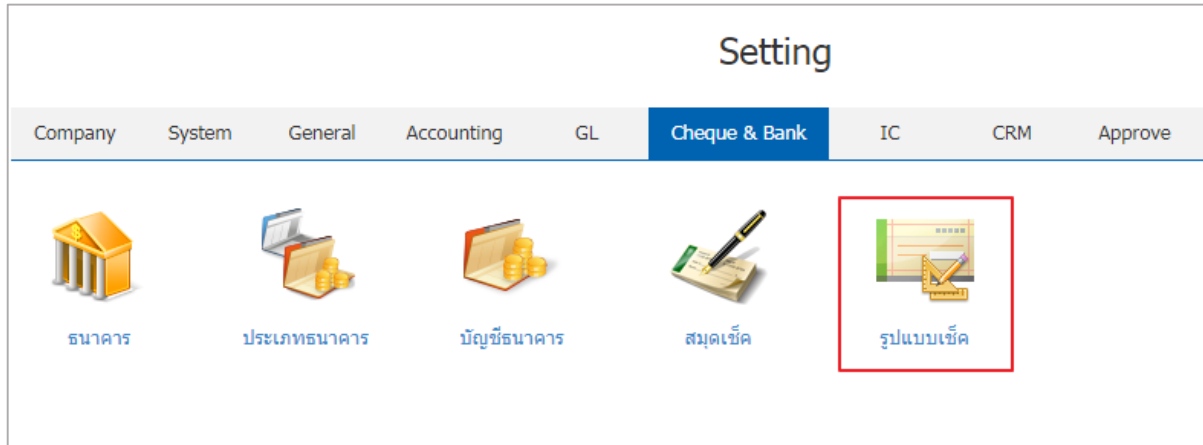 Setting
Company System General Accounting GL Cheque & Bank IC CRM Approve
ธนาคาร ประเภทธนาคาร บัญชีธนาคาร สมุดเช็ค รูปแบบเช็ค